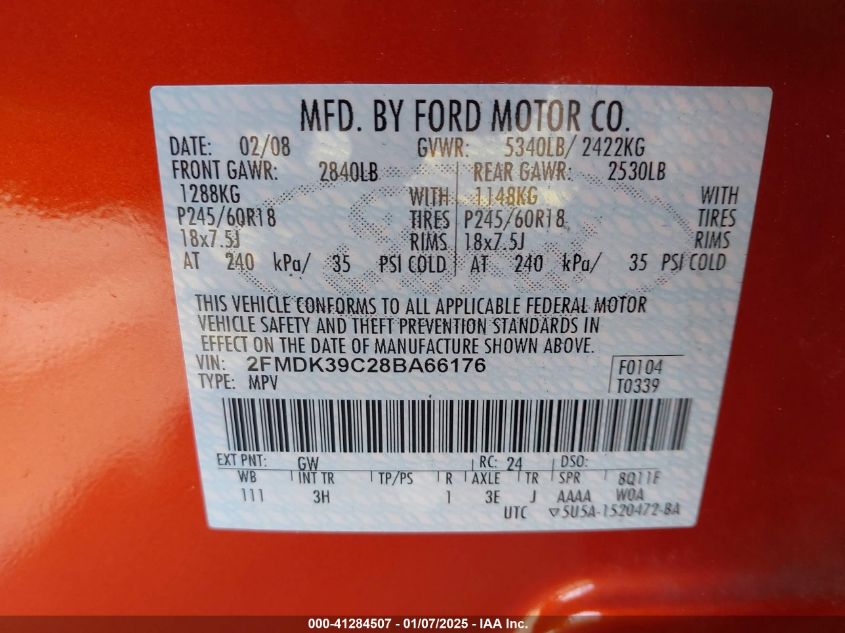 MFD. BY FORD MOTOR CO.
DATE: 02/08 GVWR: 5340LB/ 2422KG
FRONT GAWR: 2840LB REAR GAWR: 2530LB
1288KG WITH 1148KG WITH
P245/60R18 TIRES P245/60R18 TIRES
18x7.5J RIMS 18x7.5J RIMS
AT 240 kPa/ 35 PSI COLD AT 240 kPa/ 35 PSI COLD
THIS VEHICLE CONFORMS TO ALL APPLICABLE FEDERAL MOTOR
VEHICLE SAFETY AND THEFT PREVENTION STANDARDS IN
EFFECT ON THE DATE OF MANUFACTURE SHOWN ABOVE.
VIN: 2FMDK39C28BA66176 F0104
TYPE: MPV T0339
EXT PNT: GW RC: 24 DSO:
WB INT TR TP/PS R AXLE TR SPR 8Q11F
111 3H 1 3E J AAAA W0A
UTC ▽5U5A-1520472-BA
000-41284507 - 01/07/2025 - IAA Inc.